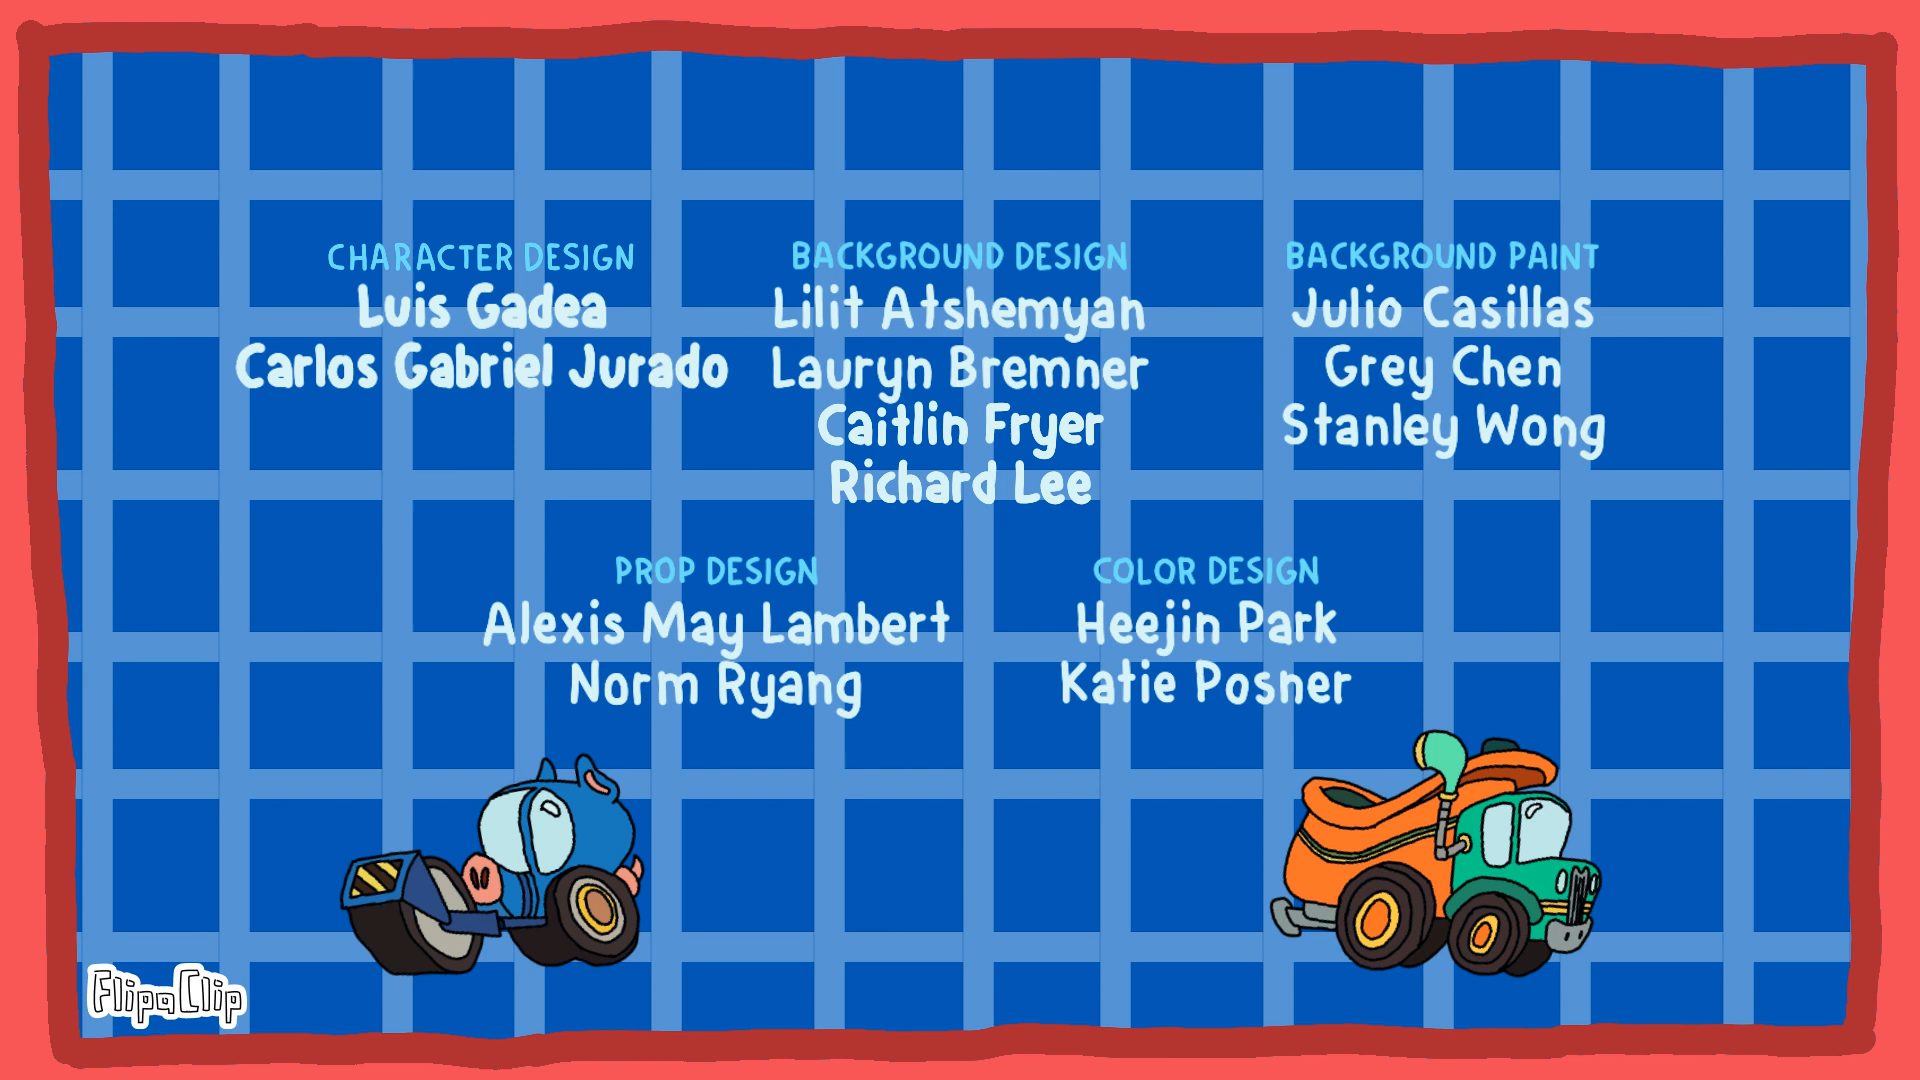 CHARACTER DESIGN
Luis Gadea
Carlos Gabriel Jurado
BACKGROUND DESIGN
Lilit Atshemyan
Lauryn Bremner
Caitlin Fryer
Richard Lee
BACKGROUND PAINT
Julio Casillas
Grey Chen
Stanley Wong
PROP DESIGN
Alexis May Lambert
Norm Ryang
COLOR DESIGN
Heejin Park
Katie Posner
FlipaClip